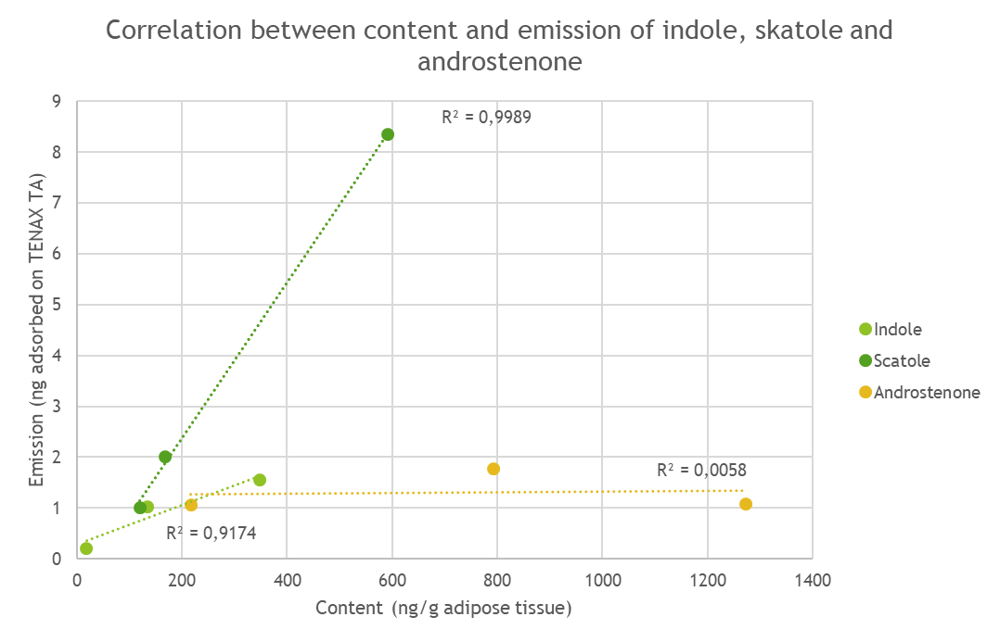 Correlation between content and emission of indole, skatole and
androstenone
Emission (ng adsorbed on TENAX TA)
9
8
7
6
5
4
3
2
1
0
R² = 0,9989
R² = 0,0058
R² = 0,9174
0 200 400 600 800 1000 1200 1400
Content (ng/g adipose tissue)
Indole
Scatole
Androstenone